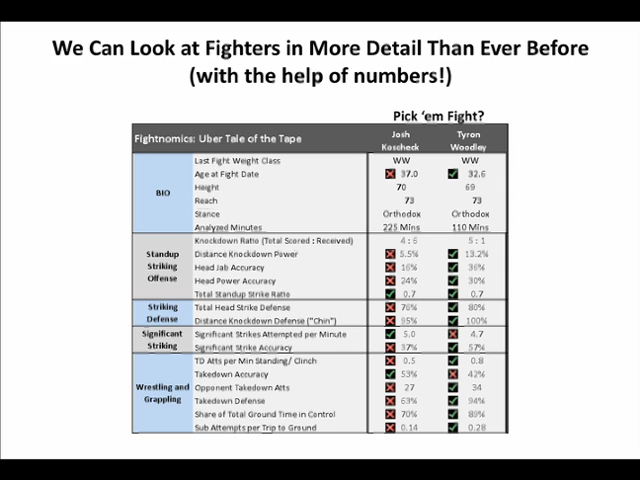 We Can Look at Fighters in More Detail Than Ever Before
(with the help of numbers!)
Pick 'em Fight?
Fightnomics: Uber Tale of the Tape Josh Koscheck Tyron Woodley
BIO
Last Fight Weight Class WW WW
Age at Fight Date 37.0 32.6
Height 70 69
Reach 73 73
Stance Orthodox Orthodox
Analyzed Minutes 225 Mins 110 Mins
Standup Striking Offense
Knockdown Ratio (Total Scored : Received) 4 : 6 5 : 1
Distance Knockdown Power 5.5% 13.2%
Head Jab Accuracy 16% 36%
Head Power Accuracy 24% 30%
Total Standup Strike Ratio 0.7 0.7
Striking Defense
Total Head Strike Defense 76% 80%
Distance Knockdown Defense ("Chin") 95% 100%
Significant Striking
Significant Strikes Attempted per Minute 5.0 4.7
Significant Strike Accuracy 37% 57%
Wrestling and Grappling
TD Atts per Min Standing/ Clinch 0.5 0.8
Takedown Accuracy 53% 42%
Opponent Takedown Atts 27 34
Takedown Defense 63% 94%
Share of Total Ground Time in Control 70% 89%
Sub Attempts per Trip to Ground 0.14 0.28